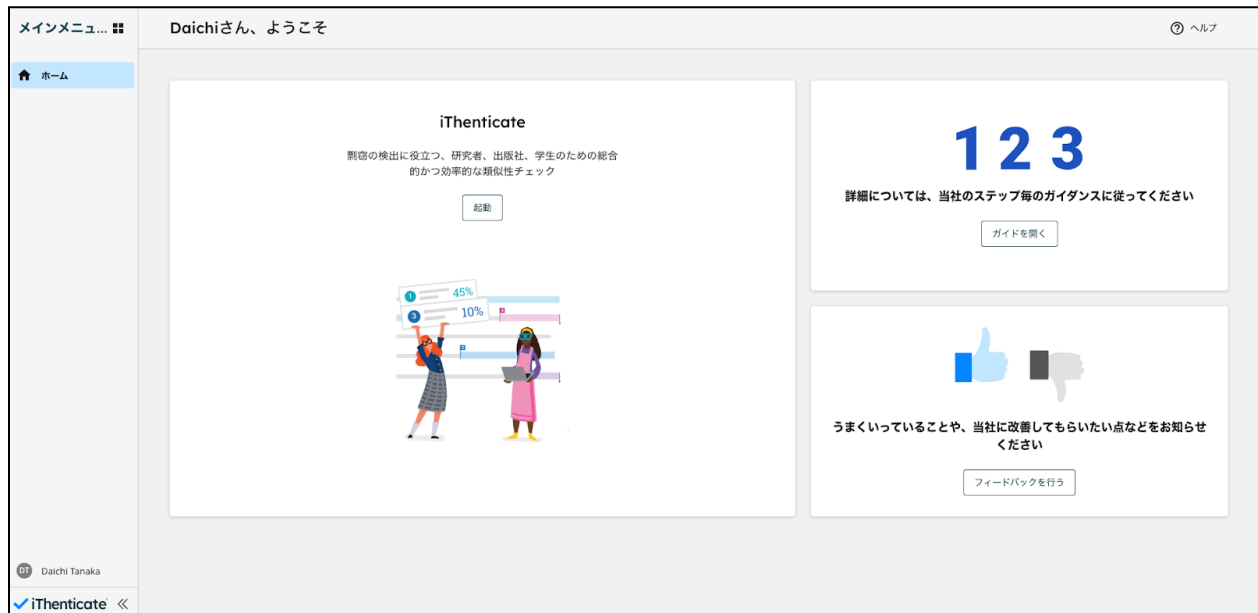 メインメニュ...
Daichiさん、ようこそ
ヘルプ
ホーム
iThenticate
剽窃の検出に役立つ、研究者、出版社、学生のための総合
的かつ効率的な類似性チェック
起動
1 45%
3 10%
1 2 3
詳細については、当社のステップ毎のガイダンスに従ってください
ガイドを開く
うまくいっていることや、当社に改善してもらいたい点などをお知らせ
ください
フィードバックを行う
DT Daichi Tanaka
iThenticate